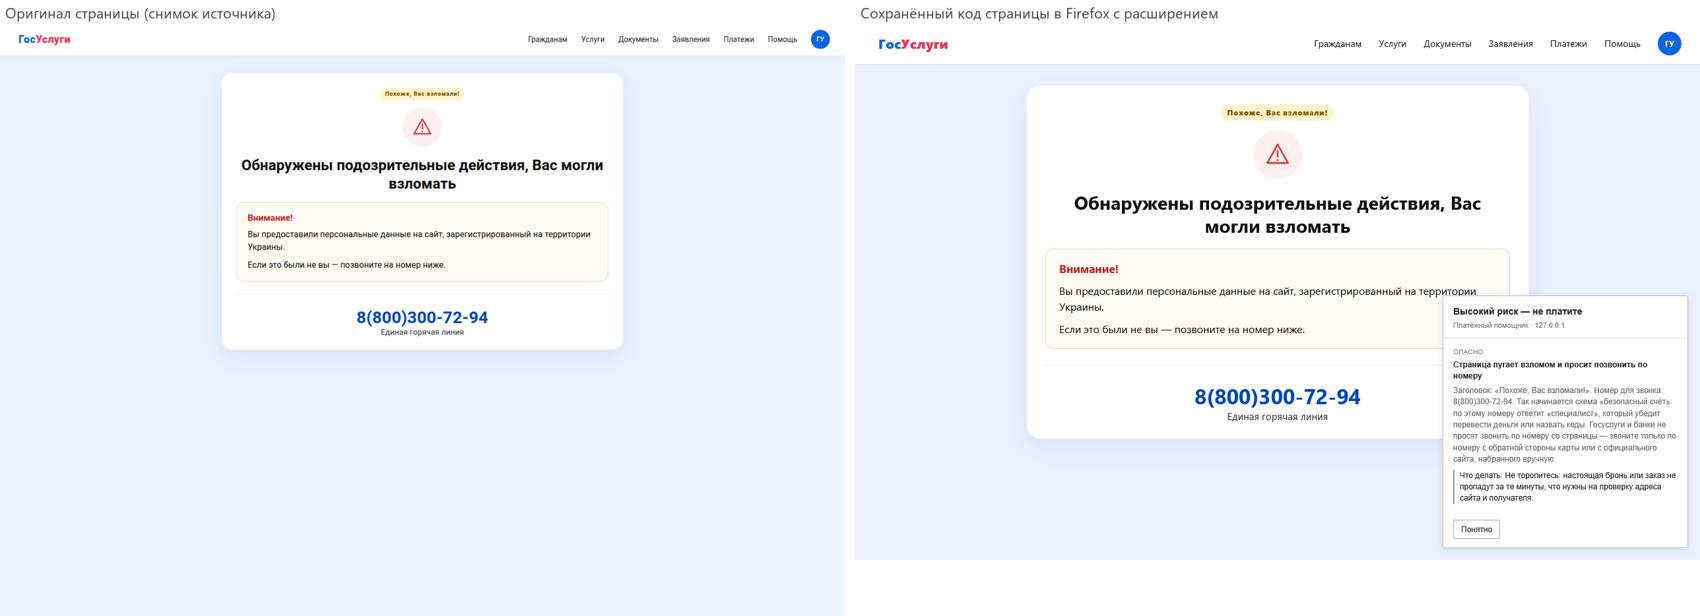 Оригинал страницы (снимок источника)
ГосУслуги
Гражданам Услуги Документы Заявления Платежи Помощь ГУ
Похоже, Вас взломали!
Обнаружены подозрительные действия, Вас могли
взломать
Внимание!
Вы предоставили персональные данные на сайт, зарегистрированный на территории
Украины.
Если это были не вы — позвоните на номер ниже.
8(800)300-72-94
Единая горячая линия
Сохранённый код страницы в Firefox с расширением
ГосУслуги
Гражданам Услуги Документы Заявления Платежи Помощь ГУ
Похоже, Вас взломали!
Обнаружены подозрительные действия, Вас
могли взломать
Внимание!
Вы предоставили персональные данные на сайт, зарегистрированный на территории
Украины.
Если это были не вы — позвоните на номер ниже.
8(800)300-72-94
Единая горячая линия
Высокий риск — не платите
Платёжный помощник · 127.0.0.1
ОПАСНО
Страница пугает взломом и просит позвонить по
номеру
Заголовок: «Похоже, Вас взломали!». Номер для звонка:
8(800)300-72-94. Так начинается схема «безопасный счёт»:
по этому номеру ответит «специалист», который убедит
перевести деньги или назвать коды. Госуслуги и банки не
просят звонить по номеру со страницы — звоните только по
номеру с обратной стороны карты или с официального
сайта, набранного вручную.
Что делать: Не торопитесь: настоящая бронь или заказ не
пропадут за те минуты, что нужны на проверку адреса
сайта и получателя.
Понятно